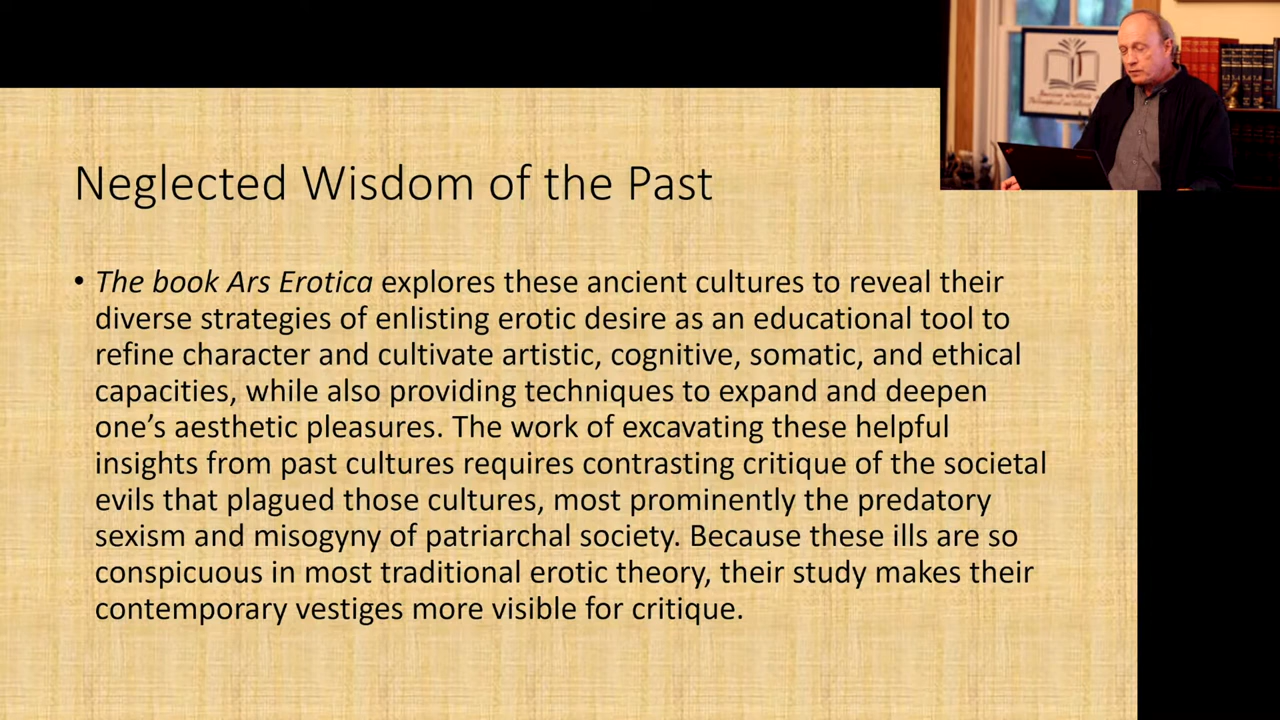 Neglected Wisdom of the Past
• The book Ars Erotica explores these ancient cultures to reveal their
diverse strategies of enlisting erotic desire as an educational tool to
refine character and cultivate artistic, cognitive, somatic, and ethical
capacities, while also providing techniques to expand and deepen
one’s aesthetic pleasures. The work of excavating these helpful
insights from past cultures requires contrasting critique of the societal
evils that plagued those cultures, most prominently the predatory
sexism and misogyny of patriarchal society. Because these ills are so
conspicuous in most traditional erotic theory, their study makes their
contemporary vestiges more visible for critique.